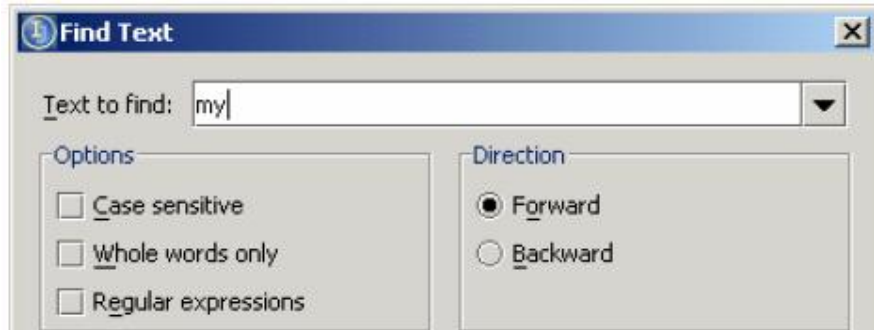 Find Text
Text to find: my
Options
Case sensitive
Whole words only
Regular expressions
Direction
Forward
Backward